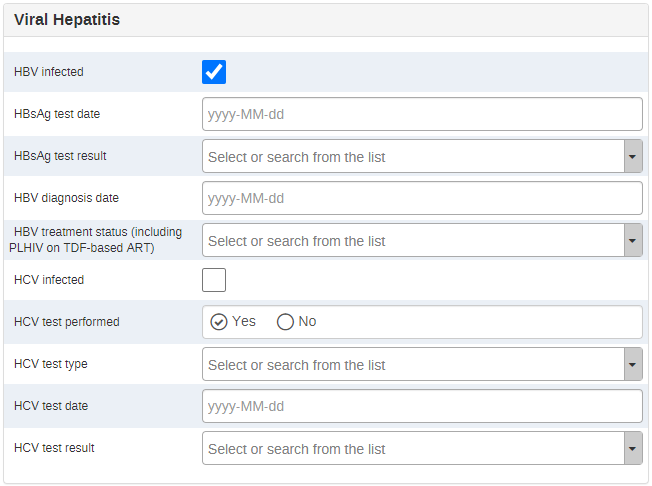 Viral Hepatitis
HBV infected
HBsAg test date
yyyy-MM-dd
HBsAg test result
Select or search from the list
HBV diagnosis date
yyyy-MM-dd
HBV treatment status (including
PLHIV on TDF-based ART)
Select or search from the list
HCV infected
HCV test performed
Yes No
HCV test type
Select or search from the list
HCV test date
yyyy-MM-dd
HCV test result
Select or search from the list